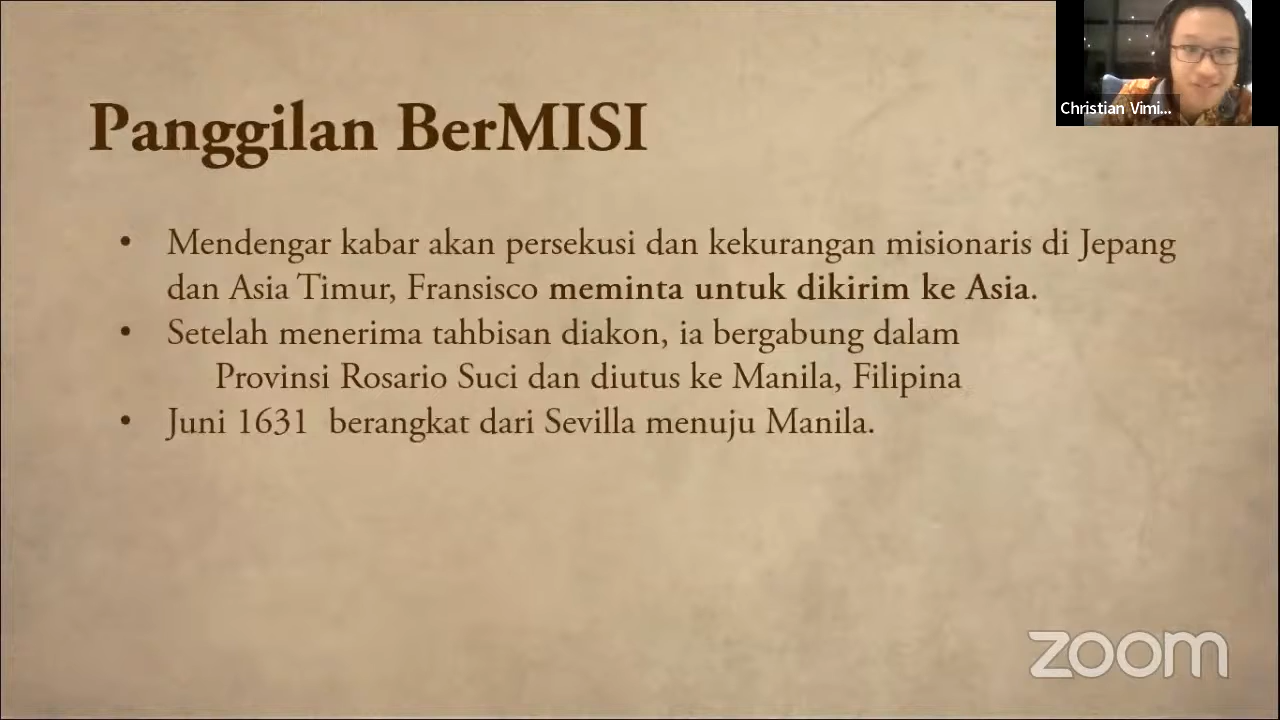 Panggilan BerMISI
• Mendengar kabar akan persekusi dan kekurangan misionaris di Jepang
dan Asia Timur, Fransisco meminta untuk dikirim ke Asia.
• Setelah menerima tahbisan diakon, ia bergabung dalam
Provinsi Rosario Suci dan diutus ke Manila, Filipina
• Juni 1631 berangkat dari Sevilla menuju Manila.
Christian Vimi...
zoom